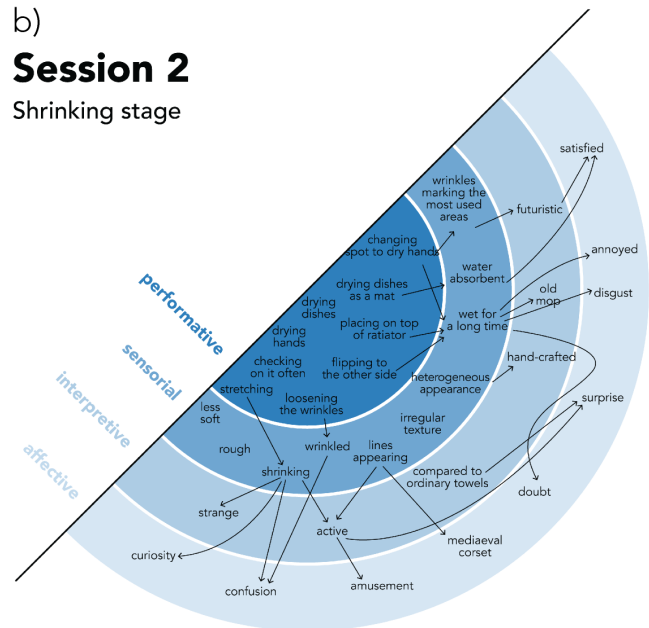 b)
Session 2
Shrinking stage
performative
sensorial
interpretive
affective
changing
spot to dry hands
drying dishes
as a mat
drying
dishes
placing on top
of ratiator
drying
hands
checking
on it often
flipping to
the other side
stretching
loosening
the wrinkles
wrinkles
marking the
most used
areas
water
absorbent
wet for
a long time
heterogeneous
appearance
irregular
texture
lines
appearing
wrinkled
shrinking
rough
less
soft
futuristic
old
mop
hand-crafted
compared to
ordinary towels
active
strange
mediaeval
corset
satisfied
annoyed
disgust
surprise
doubt
amusement
confusion
curiosity